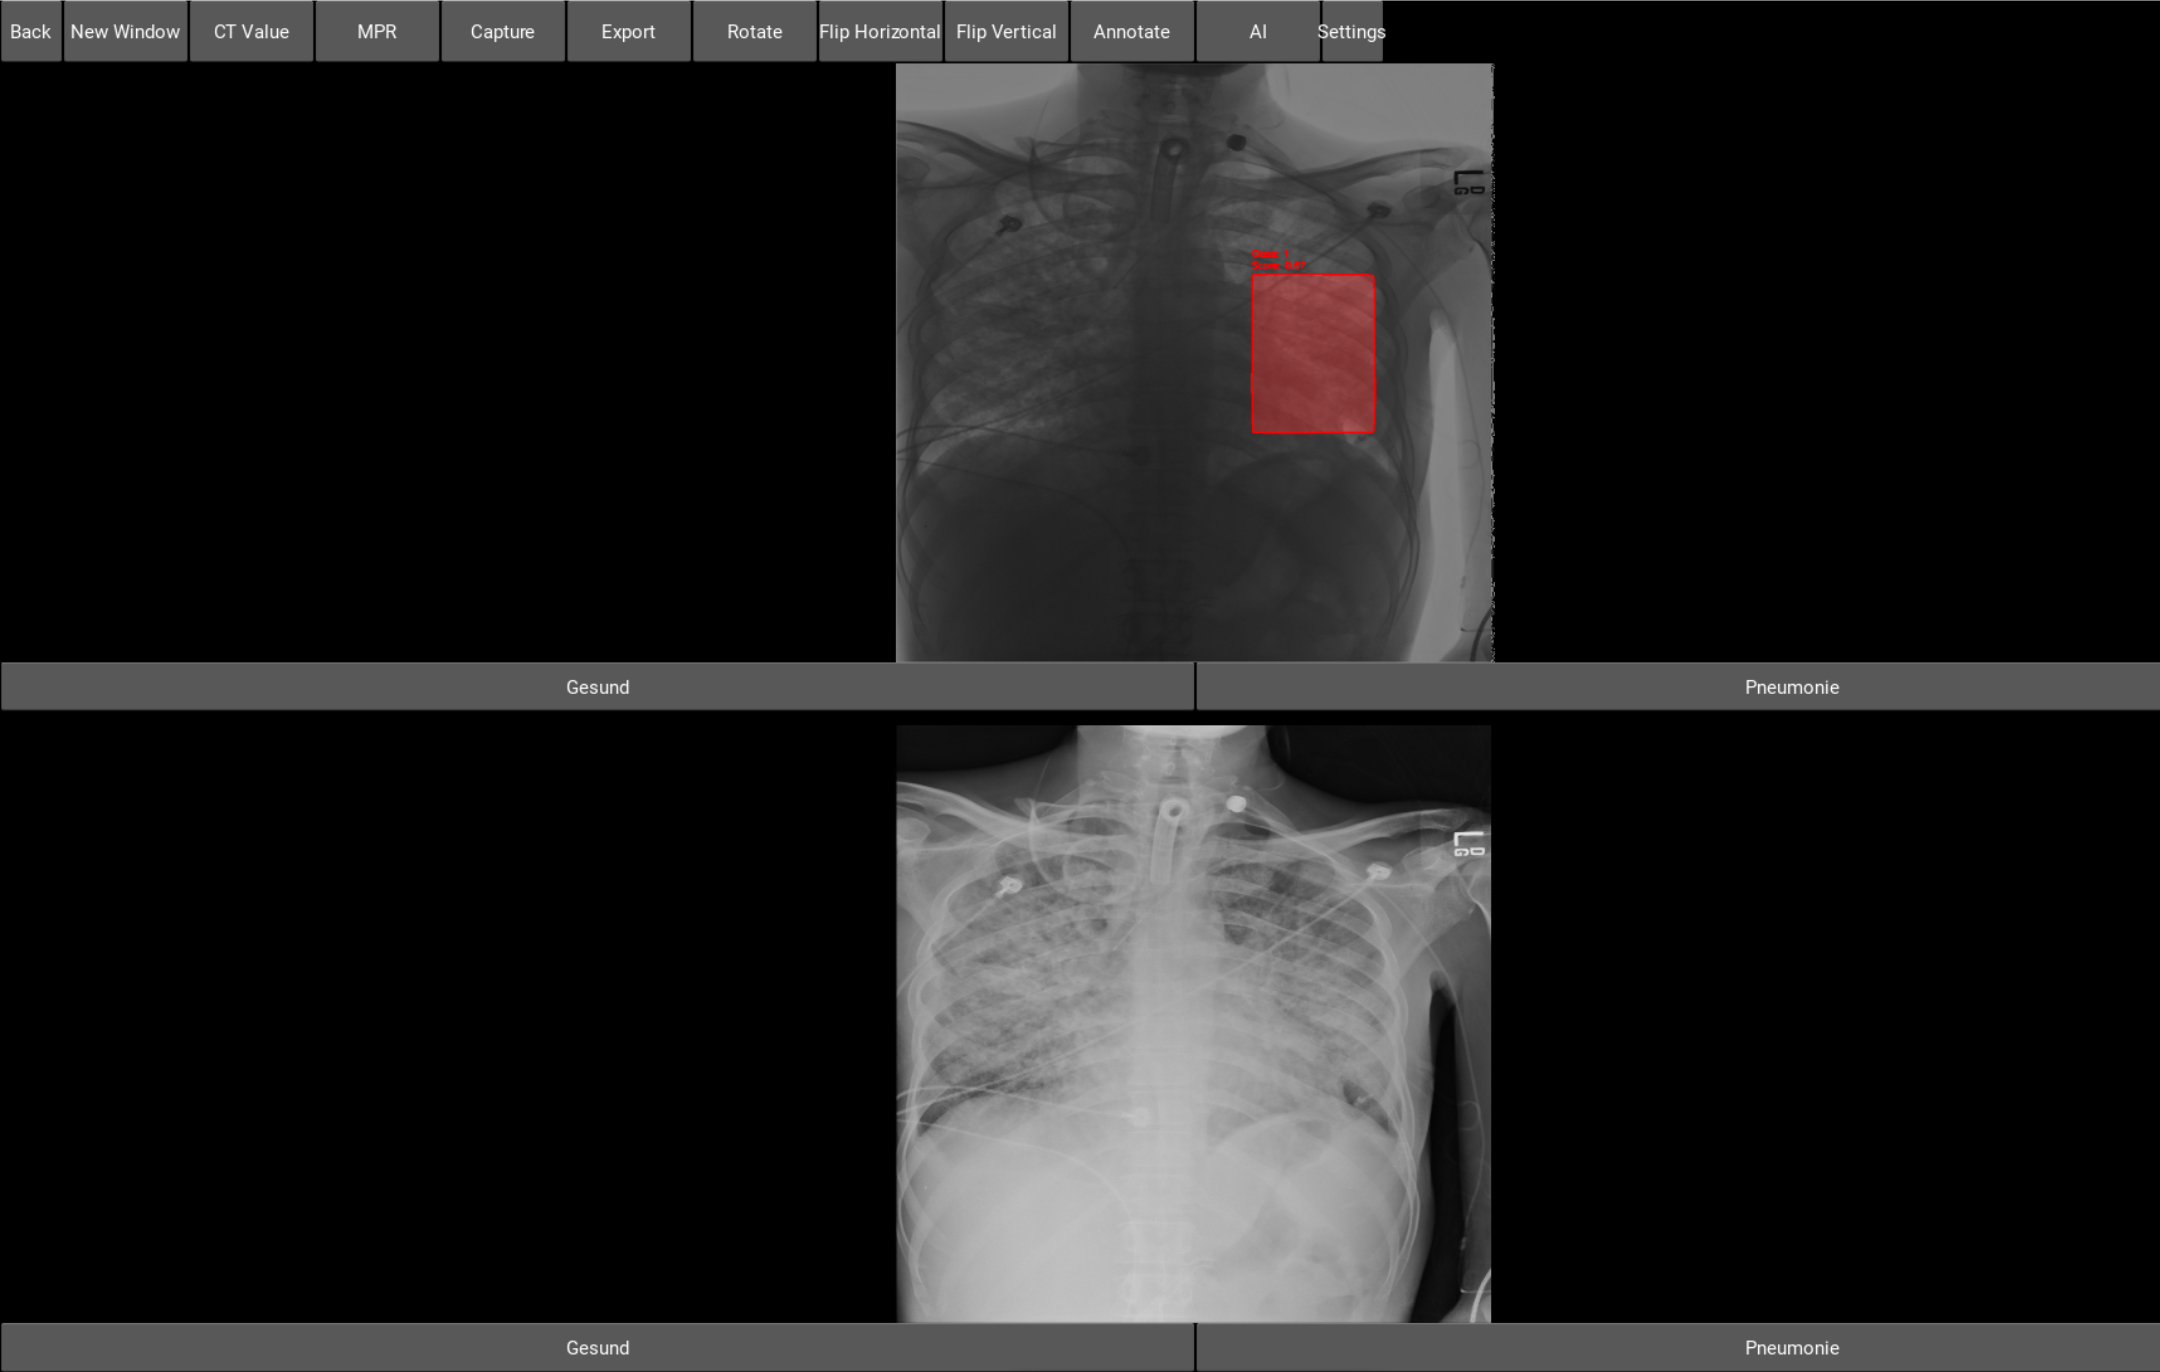 Back New Window CT Value MPR Capture Export Rotate Flip Horizontal Flip Vertical Annotate AI Settings
L
D
G
Gesund Pneumonie
L
D
G
Gesund Pneumonie